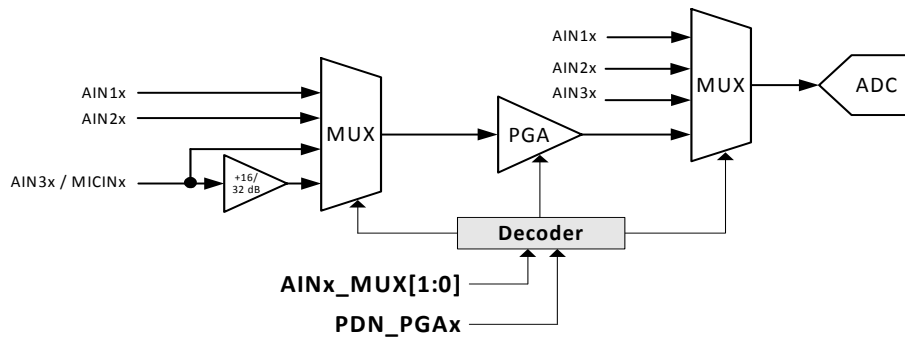 AIN1x
AIN2x
AIN3x / MICINx
+16/
32 dB
MUX
PGA
AIN1x
AIN2x
AIN3x
MUX
ADC
Decoder
AINx_MUX[1:0]
PDN_PGAx